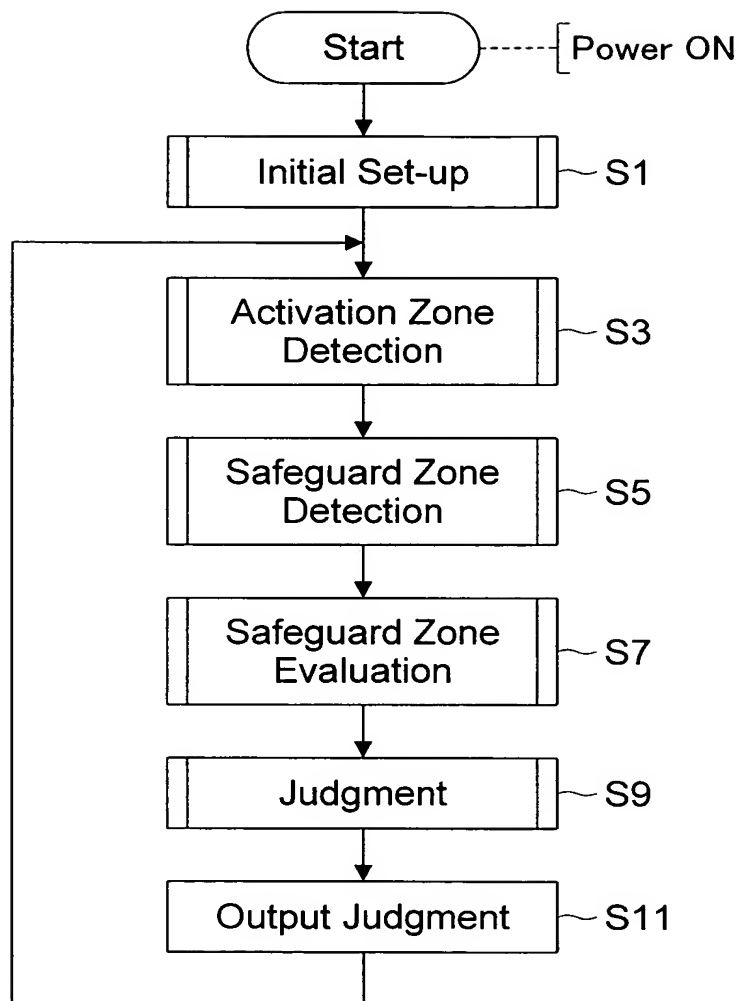 Start
Power ON
Initial Set-up
S1
Activation Zone
Detection
S3
Safeguard Zone
Detection
S5
Safeguard Zone
Evaluation
S7
Judgment
S9
Output Judgment
S11